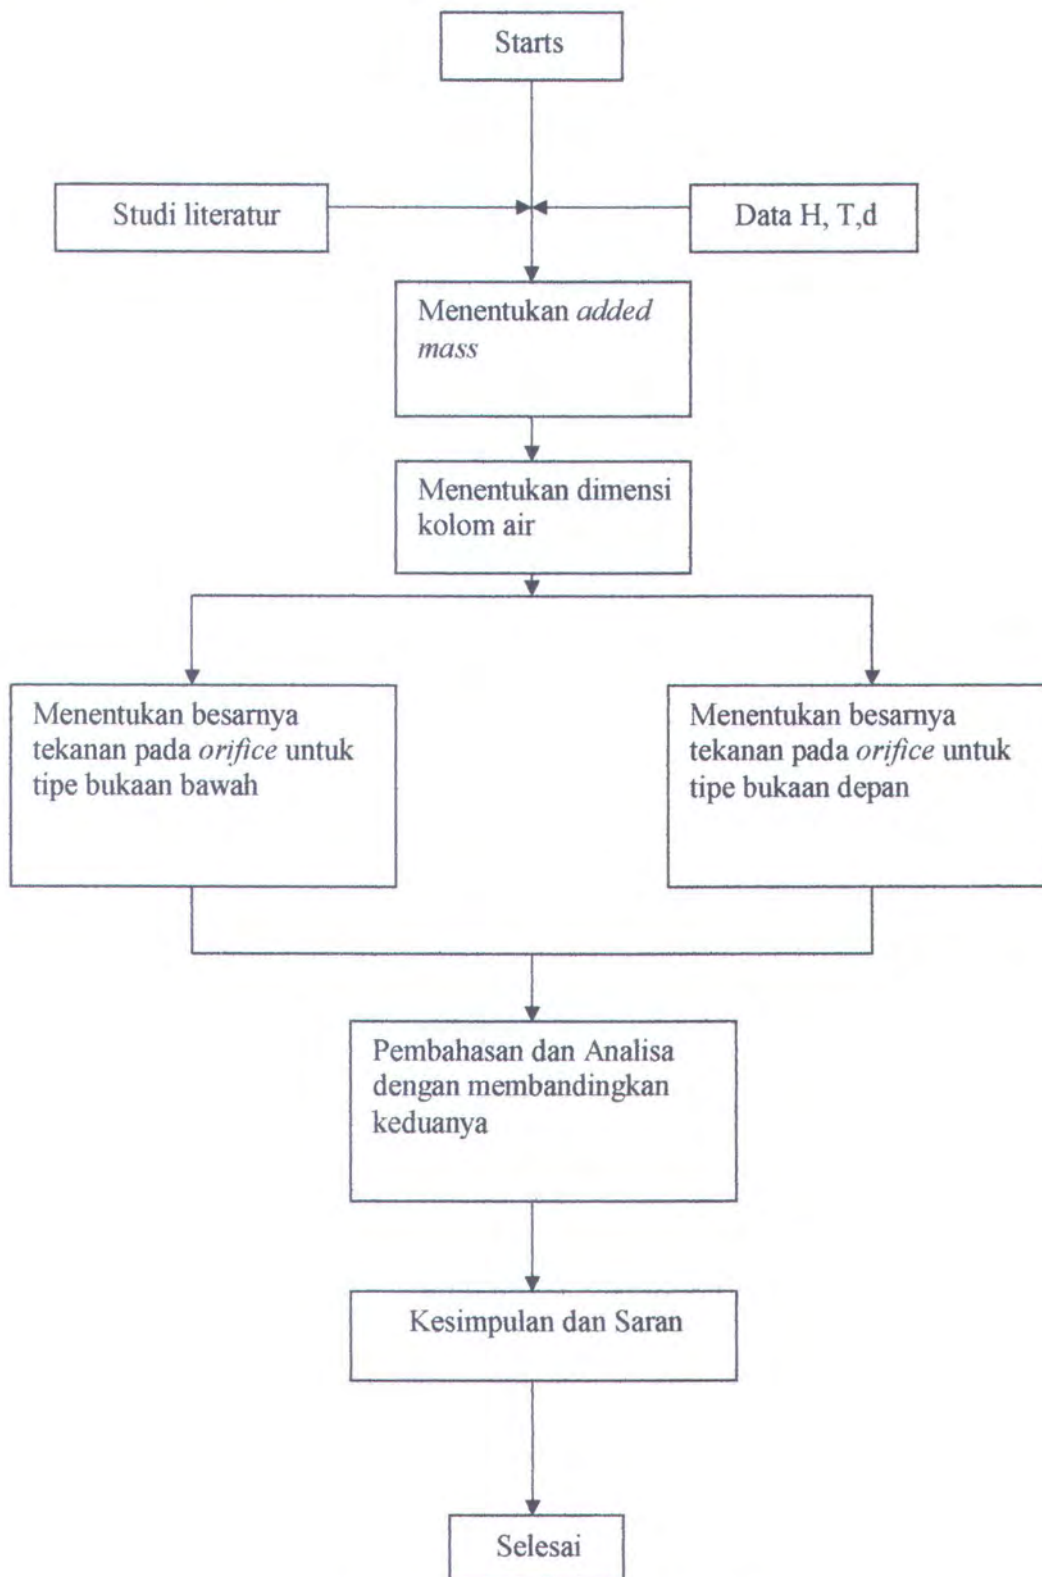 Starts
Studi literatur
Data H, T,d
Menentukan added
mass
Menentukan dimensi
kolom air
Menentukan besarnya
tekanan pada orifice untuk
tipe bukaan bawah
Menentukan besarnya
tekanan pada orifice untuk
tipe bukaan depan
Pembahasan dan Analisa
dengan membandingkan
keduanya
Kesimpulan dan Saran
Selesai